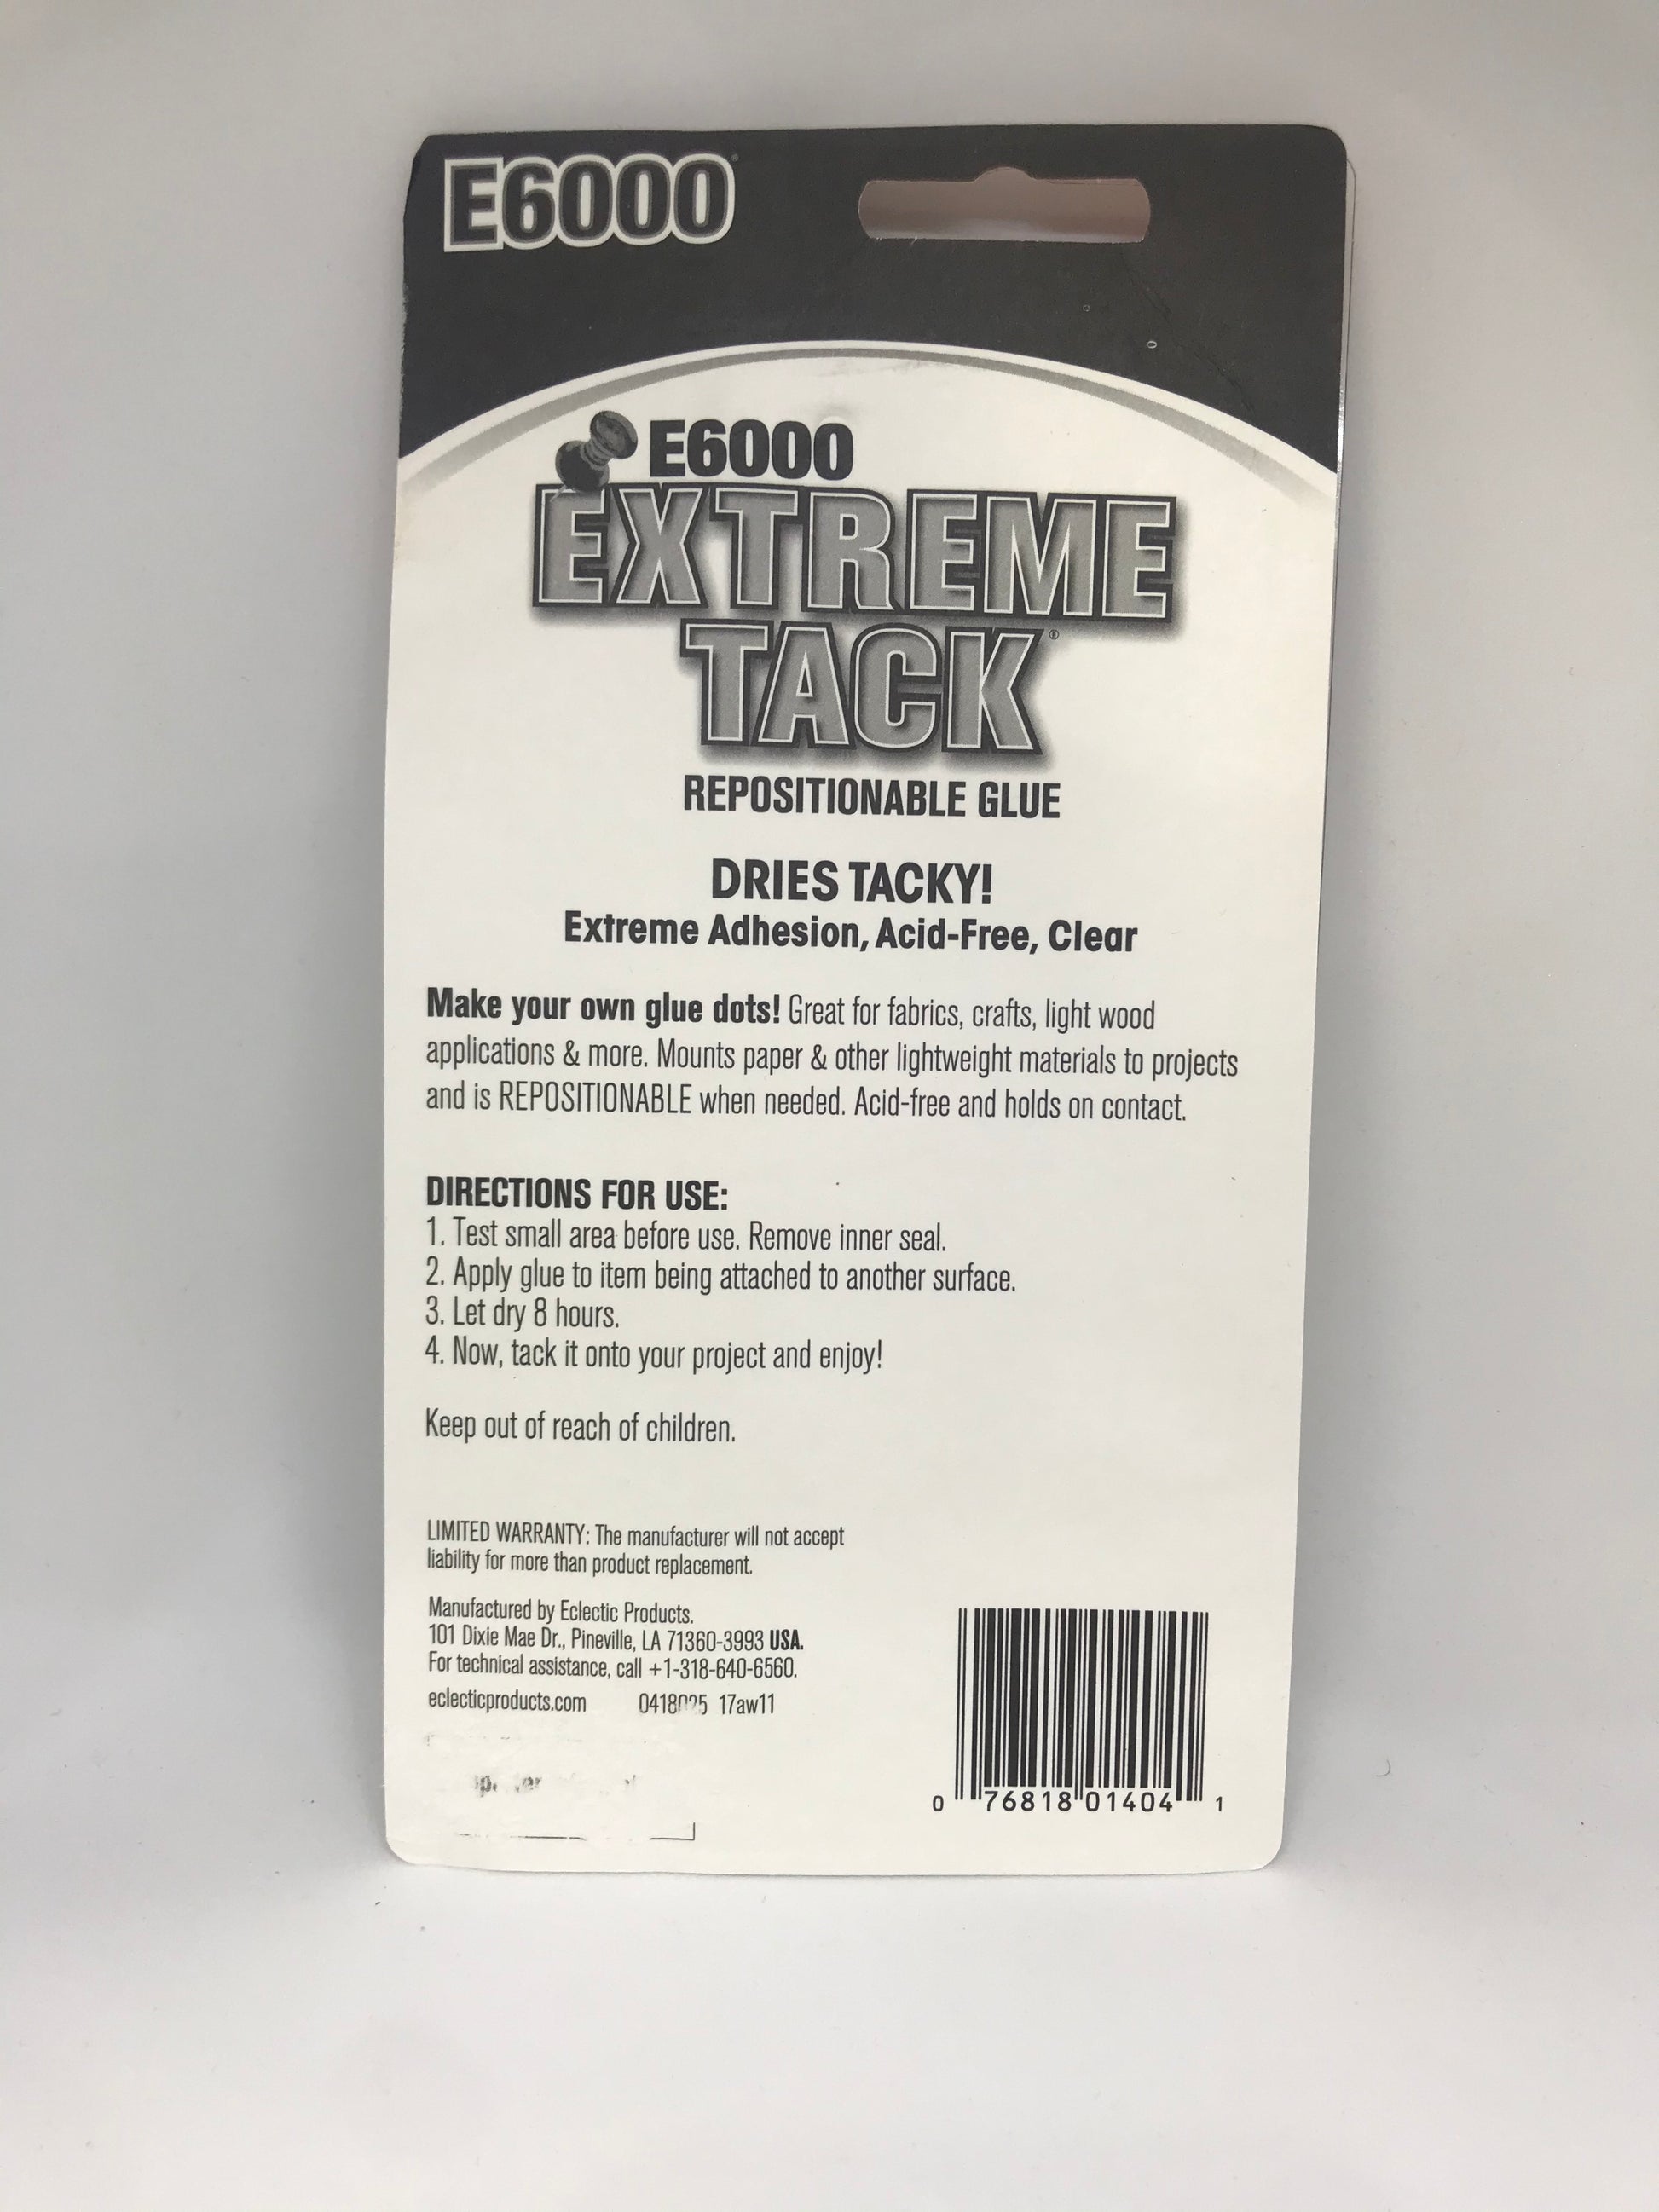 E6000
E6000
EXTREME
TACK®
REPOSITIONABLE GLUE
DRIES TACKY!
Extreme Adhesion, Acid-Free, Clear
Make your own glue dots! Great for fabrics, crafts, light wood
applications & more. Mounts paper & other lightweight materials to projects
and is REPOSITIONABLE when needed. Acid-free and holds on contact.
DIRECTIONS FOR USE:
1. Test small area before use. Remove inner seal.
2. Apply glue to item being attached to another surface.
3. Let dry 8 hours.
4. Now, tack it onto your project and enjoy!
Keep out of reach of children.
LIMITED WARRANTY: The manufacturer will not accept
liability for more than product replacement.
Manufactured by Eclectic Products.
101 Dixie Mae Dr., Pineville, LA 71360-3993 USA.
For technical assistance, call +1-318-640-6560.
eclecticproducts.com 17aw11
0 76818 01404 1